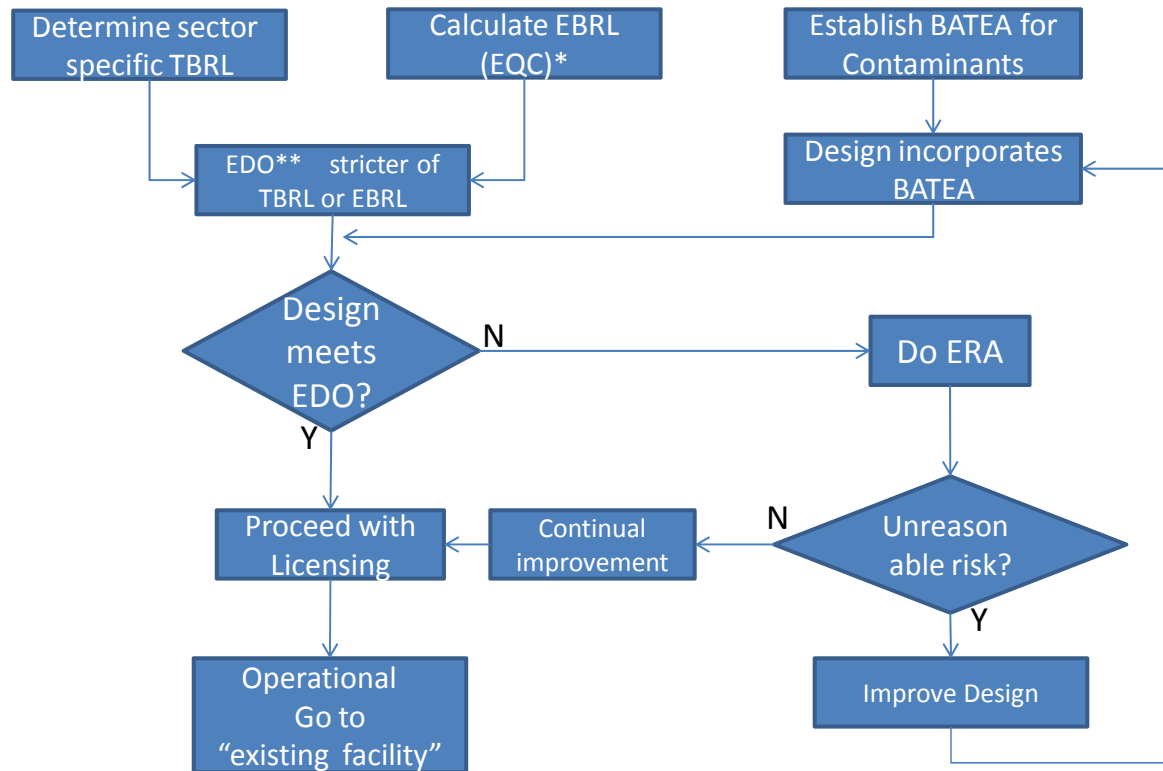 Determine sector
specific TBRL
Calculate EBRL
(EQC)*
Establish BATEA for
Contaminants
EDO** stricter of
TBRL or EBRL
Design incorporates
BATEA
Design
meets
EDO?
N
Do ERA
Y
Proceed with
Licensing
Continual
improvement
N
Unreason
able risk?
Y
Operational
Go to
“existing facility”
Improve Design